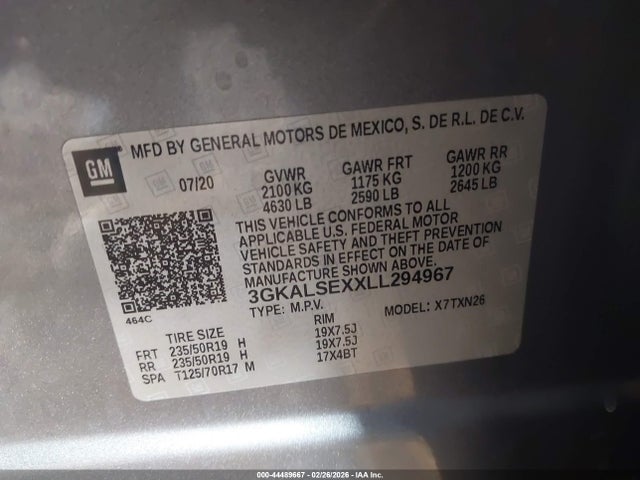 GM
MFD BY GENERAL MOTORS DE MEXICO, S. DE R.L. DE C.V.
07/20 GVWR GAWR FRT GAWR RR
2100 KG 1175 KG 1200 KG
4630 LB 2590 LB 2645 LB
THIS VEHICLE CONFORMS TO ALL
APPLICABLE U.S. FEDERAL MOTOR
VEHICLE SAFETY AND THEFT PREVENTION
STANDARDS IN EFFECT ON THE DATE OF
MANUFACTURE SHOWN ABOVE.
3GKALSEXXLL294967
TYPE: M.P.V. MODEL: X7TXN26
464C
TIRE SIZE RIM
FRT 235/50R19 H 19X7.5J
RR 235/50R19 H 19X7.5J
SPA T125/70R17 M 17X4BT
000-44489667 - 02/26/2026 - IAA Inc.